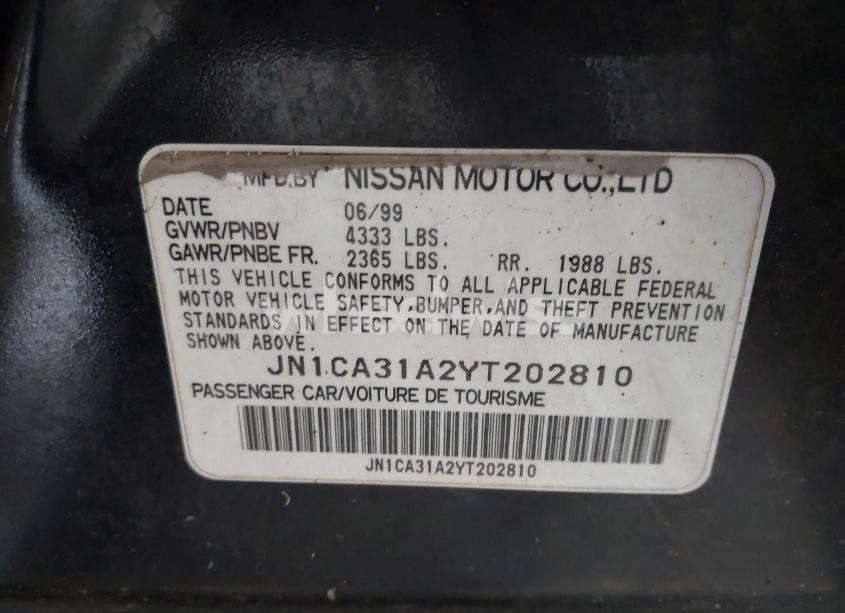 MFD.BY NISSAN MOTOR CO.,LTD
DATE 06/99
GVWR/PNBV 4333 LBS.
GAWR/PNBE FR. 2365 LBS. RR. 1988 LBS.
THIS VEHICLE CONFORMS TO ALL APPLICABLE FEDERAL
MOTOR VEHICLE SAFETY,BUMPER,AND THEFT PREVENTION
STANDARDS IN EFFECT ON THE DATE OF MANUFACTURE
SHOWN ABOVE.
JN1CA31A2YT202810
PASSENGER CAR/VOITURE DE TOURISME
JN1CA31A2YT202810